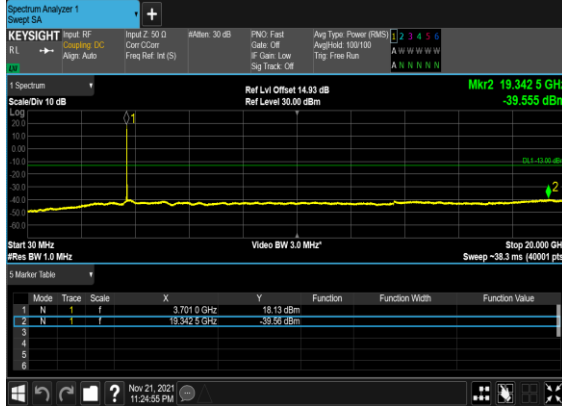 Spectrum Analyzer 1
Swept SA
+
KEYSIGHT Input: RF Input Z: 50 Ω #Atten: 30 dB PNO: Fast Avg Type: Power (RMS) 1 2 3 4 5 6
RL Coupling: DC Corr CCorr Gate: Off Avg|Hold: 100/100 A W W W W W
Align: Auto Freq Ref: Int (S) IF Gain: Low Trig: Free Run
Sig Track: Off A N N N N N
1 Spectrum Ref Lvl Offset 14.93 dB Mkr2 19.342 5 GHz
Scale/Div 10 dB Ref Level 30.00 dBm -39.555 dBm
Log
20.0
10.0
0.00
-10.0
-20.0
-30.0
-40.0
-50.0
-60.0
1
DL1 -13.00 dBm
2
Start 30 MHz Video BW 3.0 MHz* Stop 20.000 GH
#Res BW 1.0 MHz Sweep ~38.3 ms (40001 pts
5 Marker Table
Mode Trace Scale X Y Function Function Width Function Value
1 N 1 f 3.701 0 GHz 18.13 dBm
2 N 1 f 19.342 5 GHz -39.56 dBm
3
4
5
6
? Nov 21, 2021
11:24:55 PM